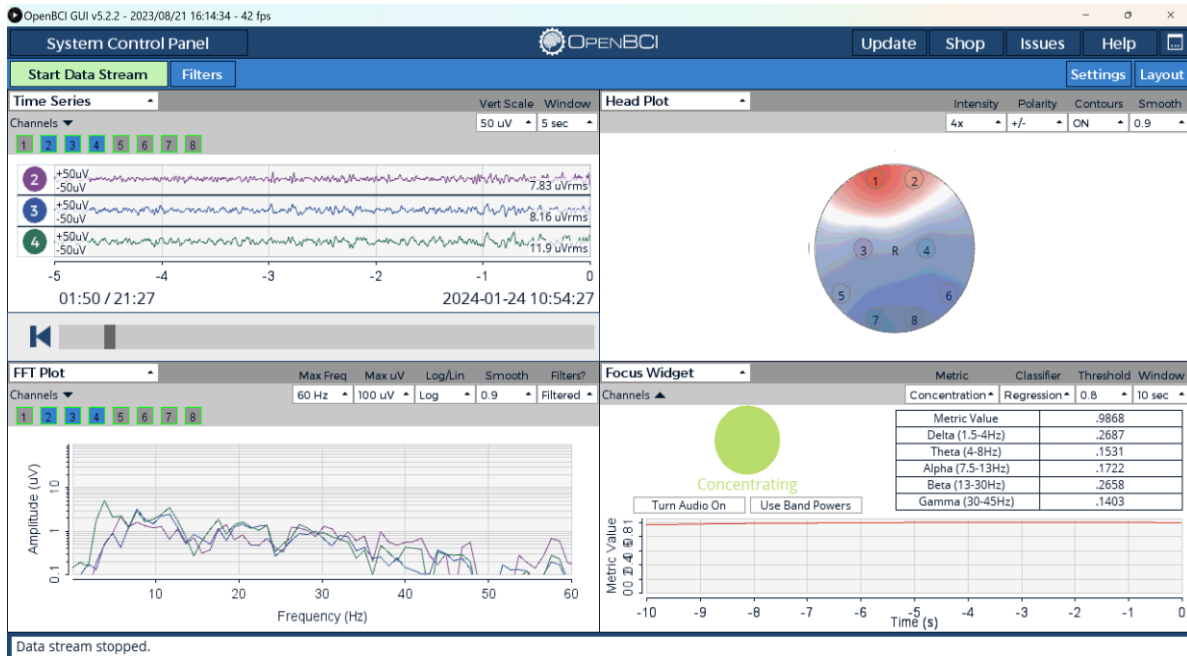 OpenBCI GUI v5.2.2 - 2023/08/21 16:14:34 - 42 fps
System Control Panel
OPENBCI
Update Shop Issues Help
Start Data Stream Filters
Settings Layout
Time Series
Vert Scale Window
Channels
50 uV 5 sec
1 2 3 4 5 6 7 8
2 +50uV
-50uV 7.83 uVrms
3 +50uV
-50uV 8.16 uVrms
4 +50uV
-50uV 11.9 uVrms
-5 -4 -3 -2 -1 0
01:50 / 21:27 2024-01-24 10:54:27
Head Plot
Intensity Polarity Contours Smooth
4x +/- ON 0.9
1 2
3 R 4
5 6
7 8
FFT Plot
Max Freq Max uV Log/Lin Smooth Filters?
Channels
60 Hz 100 uV Log 0.9 Filtered
1 2 3 4 5 6 7 8
Amplitude (uV)
10
1
0.1
10 20 30 40 50 60
Frequency (Hz)
Focus Widget
Metric Classifier Threshold Window
Channels
Concentration Regression 0.8 10 sec
Concentrating
Turn Audio On Use Band Powers
Metric Value .9868
Delta (1.5-4Hz) .2687
Theta (4-8Hz) .1531
Alpha (7.5-13Hz) .1722
Beta (13-30Hz) .2658
Gamma (30-45Hz) .1403
Metric Value
-10 -9 -8 -7 -6 -5 -4 -3 -2 -1 0
Time (s)
Data stream stopped.